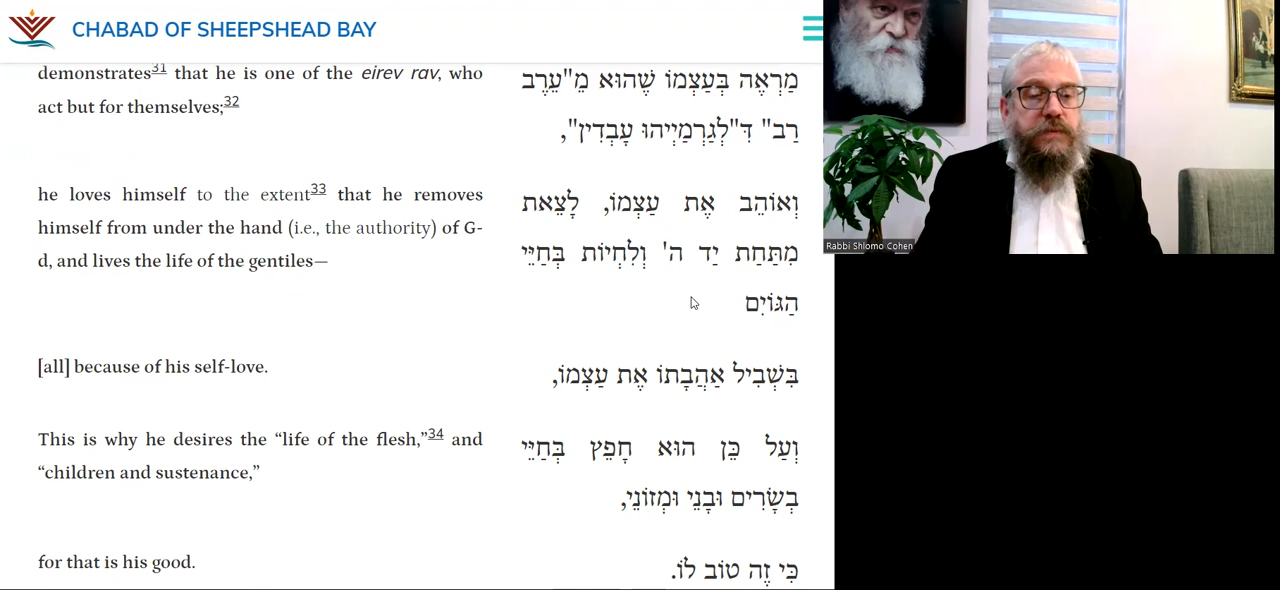 CHABAD OF SHEEPSHEAD BAY
demonstrates31 that he is one of the eirev rav, who
act but for themselves;32
מַרְאֶה בְּעַצְמוֹ שֶׁהוּא מֵ"עֵרֶב
רַב" דִּ"לְגַרְמַיְיהוּ עָבְדִין",
he loves himself to the extent33 that he removes
himself from under the hand (i.e., the authority) of G-
d, and lives the life of the gentiles—
וְאוֹהֵב אֶת עַצְמוֹ, לָצֵאת
מִתַּחַת יַד ה' וְלִחְיוֹת בְּחַיֵּי
הַגּוֹיִם
[all] because of his self-love.
בִּשְׁבִיל אַהֲבָתוֹ אֶת עַצְמוֹ,
This is why he desires the “life of the flesh,”34 and
“children and sustenance,”
וְעַל כֵּן הוּא חָפֵץ בְּחַיֵּי
בְשָׂרִים וּבָנֵי וּמְזוֹנֵי,
for that is his good.
כִּי זֶה טוֹב לוֹ.
Rabbi Shlomo Cohen